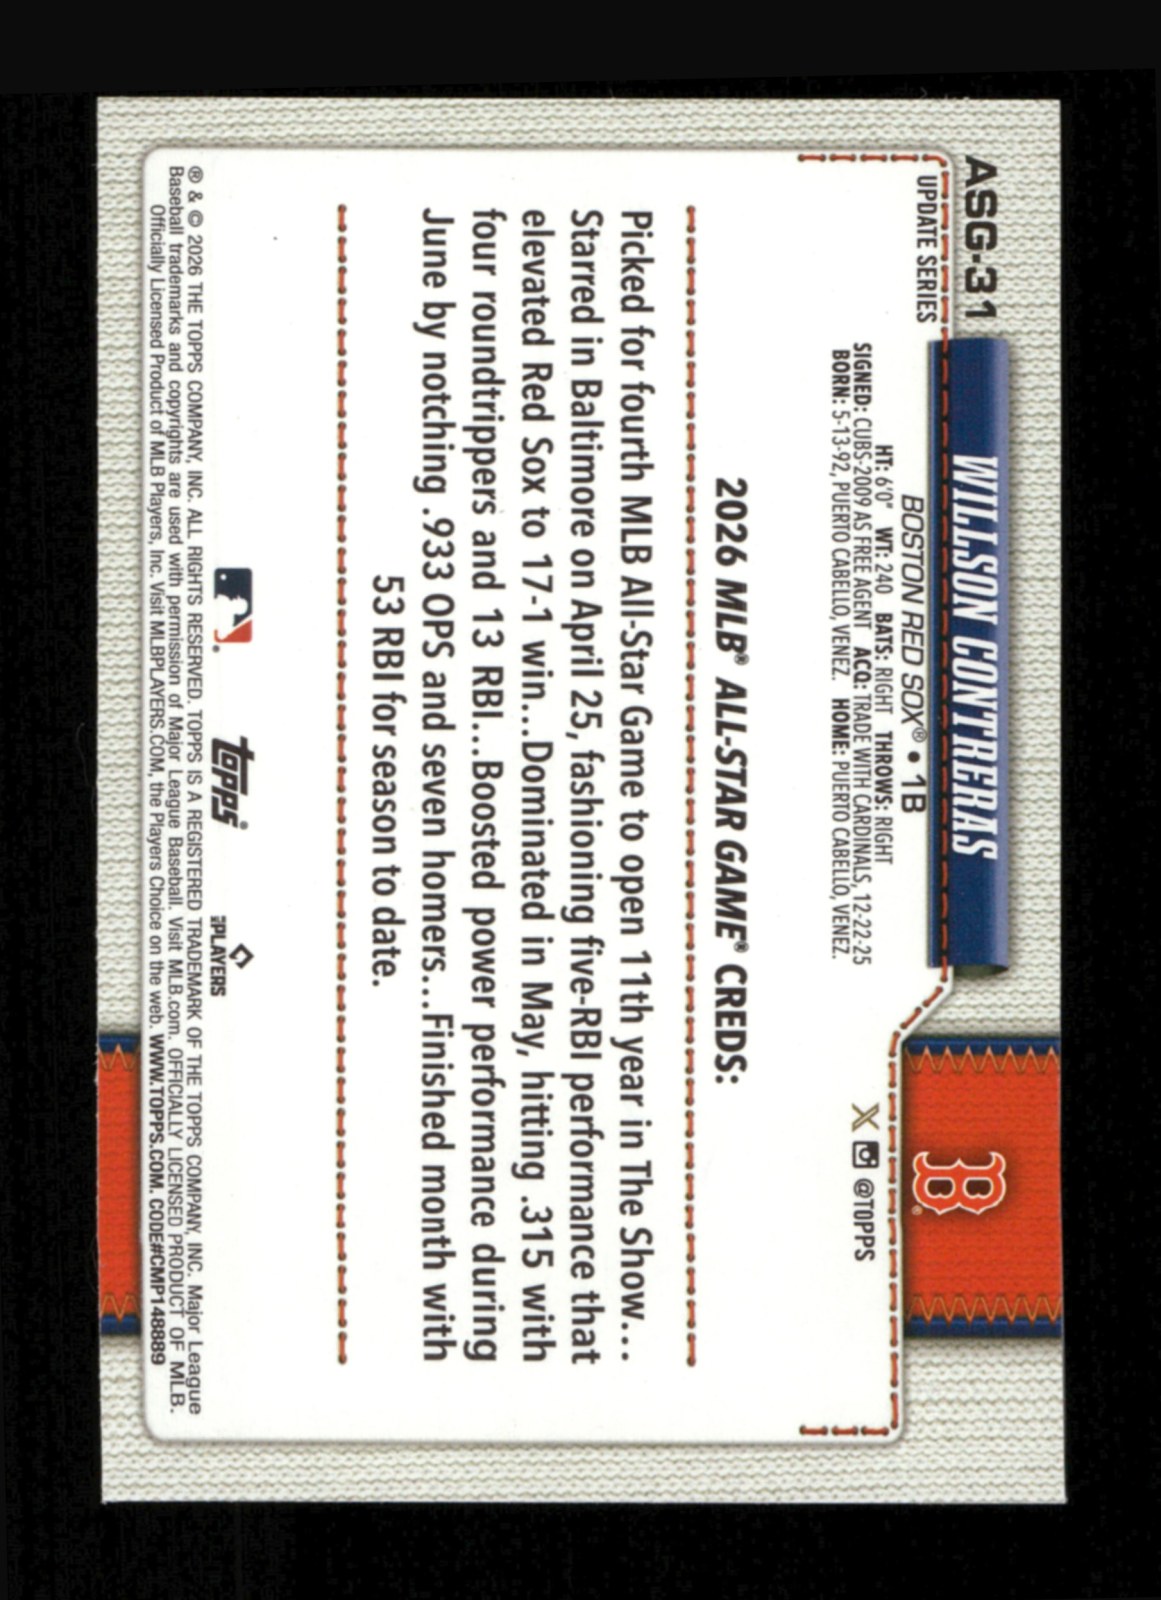 ASG-31
WILLSON CONTRERAS
UPDATE SERIES
BOSTON RED SOX® • 1B
HT: 6'0" WT: 240 BATS: RIGHT THROWS: RIGHT
SIGNED: CUBS-2009 AS FREE AGENT ACQ: TRADE WITH CARDINALS, 12-22-25
BORN: 5-13-92, PUERTO CABELLO, VENEZ. HOME: PUERTO CABELLO, VENEZ.
B®
X @TOPPS
2026 MLB® ALL-STAR GAME® CREDS:
Picked for fourth MLB All-Star Game to open 11th year in The Show...
Starred in Baltimore on April 25, fashioning five-RBI performance that
elevated Red Sox to 17-1 win...Dominated in May, hitting .315 with
four roundtrippers and 13 RBI...Boosted power performance during
June by notching .933 OPS and seven homers...Finished month with
53 RBI for season to date.
topps®
PLAYERS
® & © 2026 THE TOPPS COMPANY, INC. ALL RIGHTS RESERVED. TOPPS IS A REGISTERED TRADEMARK OF THE TOPPS COMPANY, INC. Major League
Baseball trademarks and copyrights are used with permission of Major League Baseball. Visit MLB.com. OFFICIALLY LICENSED PRODUCT OF MLB.
Officially Licensed Product of MLB Players, Inc. Visit MLBPLAYERS.COM, the Players Choice on the web. WWW.TOPPS.COM. CODE#CMP148889